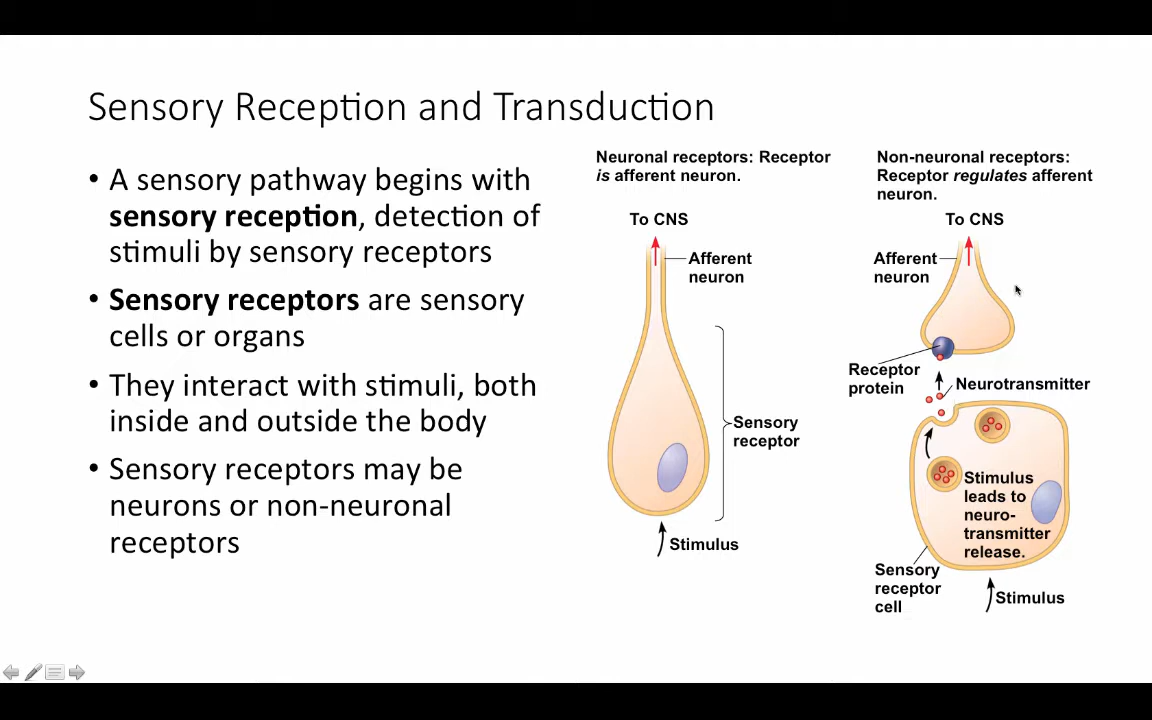 Sensory Reception and Transduction
• A sensory pathway begins with
sensory reception, detection of
stimuli by sensory receptors
• Sensory receptors are sensory
cells or organs
• They interact with stimuli, both
inside and outside the body
• Sensory receptors may be
neurons or non-neuronal
receptors
Neuronal receptors: Receptor
is afferent neuron.
To CNS
Afferent
neuron
Sensory
receptor
Stimulus
Non-neuronal receptors:
Receptor regulates afferent
neuron.
To CNS
Afferent
neuron
Receptor
protein
Neurotransmitter
Stimulus
leads to
neuro-
transmitter
release.
Sensory
receptor
cell
Stimulus